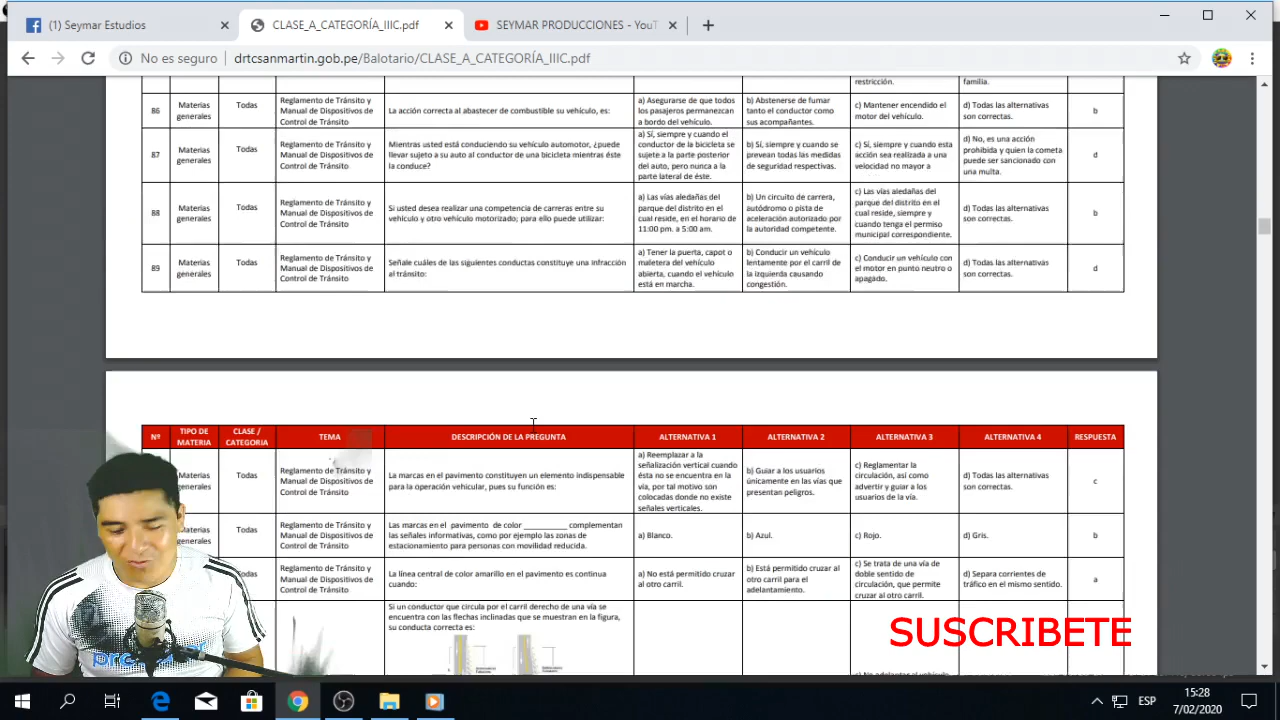 (1) Seymar Estudios
CLASE_A_CATEGORÍA_IIIC.pdf
SEYMAR PRODUCCIONES - YouT
No es seguro
drtcsanmartin.gob.pe/Balotario/CLASE_A_CATEGORÍA_IIIC.pdf
restricción.
familia.
86
Materias
generales
Todas
Reglamento de Tránsito y
Manual de Dispositivos de
Control de Tránsito
La acción correcta al abastecer de combustible su vehículo, es:
a) Asegurarse de que todos
los pasajeros permanezcan
a bordo del vehículo.
b) Abstenerse de fumar
tanto el conductor como
sus acompañantes.
c) Mantener encendido el
motor del vehículo.
d) Todas las alternativas
son correctas.
b
87
Materias
generales
Todas
Reglamento de Tránsito y
Manual de Dispositivos de
Control de Tránsito
Mientras usted está conduciendo su vehículo automotor, ¿puede
llevar sujeto a su auto al conductor de una bicicleta mientras éste
la conduce?
a) Sí, siempre y cuando el
conductor de la bicicleta se
sujete a la parte posterior
del auto, pero nunca a la
parte lateral de éste.
b) Sí, siempre y cuando se
prevean todas las medidas
de seguridad respectivas.
c) Sí, siempre y cuando esta
acción sea realizada a una
velocidad no mayor a
d) No, es una acción
prohibida y quien la cometa
puede ser sancionado con
una multa.
d
88
Materias
generales
Todas
Reglamento de Tránsito y
Manual de Dispositivos de
Control de Tránsito
Si usted desea realizar una competencia de carreras entre su
vehículo y otro vehículo motorizado; para ello puede utilizar:
a) Las vías aledañas del
parque del distrito en el
cual reside, en el horario de
11:00 pm. a 5:00 am.
b) Un circuito de carrera,
autódromo o pista de
aceleración autorizado por
la autoridad competente.
c) Las vías aledañas del
parque del distrito en el
cual reside, siempre y
cuando tenga el permiso
municipal correspondiente.
d) Todas las alternativas
son correctas.
b
89
Materias
generales
Todas
Reglamento de Tránsito y
Manual de Dispositivos de
Control de Tránsito
Señale cuáles de las siguientes conductas constituye una infracción
al tránsito:
a) Tener la puerta, capot o
maletera del vehículo
abierta, cuando el vehículo
está en marcha.
b) Conducir un vehículo
lentamente por el carril de
la izquierda causando
congestión.
c) Conducir un vehículo con
el motor en punto neutro o
apagado.
d) Todas las alternativas
son correctas.
d
Nº
TIPO DE
MATERIA
CLASE /
CATEGORIA
TEMA
DESCRIPCIÓN DE LA PREGUNTA
ALTERNATIVA 1
ALTERNATIVA 2
ALTERNATIVA 3
ALTERNATIVA 4
RESPUESTA
Materias
generales
Todas
Reglamento de Tránsito y
Manual de Dispositivos de
Control de Tránsito
La marcas en el pavimento constituyen un elemento indispensable
para la operación vehicular, pues su función es:
a) Reemplazar a la
señalización vertical cuando
ésta no se encuentra en la
vía, por tal motivo son
colocadas donde no existe
señales verticales.
b) Guiar a los usuarios
únicamente en las vías que
presentan peligros.
c) Reglamentar la
circulación, así como
advertir y guiar a los
usuarios de la vía.
d) Todas las alternativas
son correctas.
c
Materias
generales
Todas
Reglamento de Tránsito y
Manual de Dispositivos de
Control de Tránsito
Las marcas en el pavimento de color __________ complementan
las señales informativas, como por ejemplo las zonas de
estacionamiento para personas con movilidad reducida.
a) Blanco.
b) Azul.
c) Rojo.
d) Gris.
b
Todas
Reglamento de Tránsito y
Manual de Dispositivos de
Control de Tránsito
La línea central de color amarillo en el pavimento es continua
cuando:
a) No está permitido cruzar
al otro carril.
b) Está permitido cruzar al
otro carril para el
adelantamiento.
c) Se trata de una vía de
doble sentido de
circulación, que permite
cruzar al otro carril.
d) Separa corrientes de
tráfico en el mismo sentido.
a
Si un conductor que circula por el carril derecho de una vía se
encuentra con las flechas inclinadas que se muestran en la figura,
su conducta correcta es:
SUSCRIBETE
ESP
15:28
7/02/2020